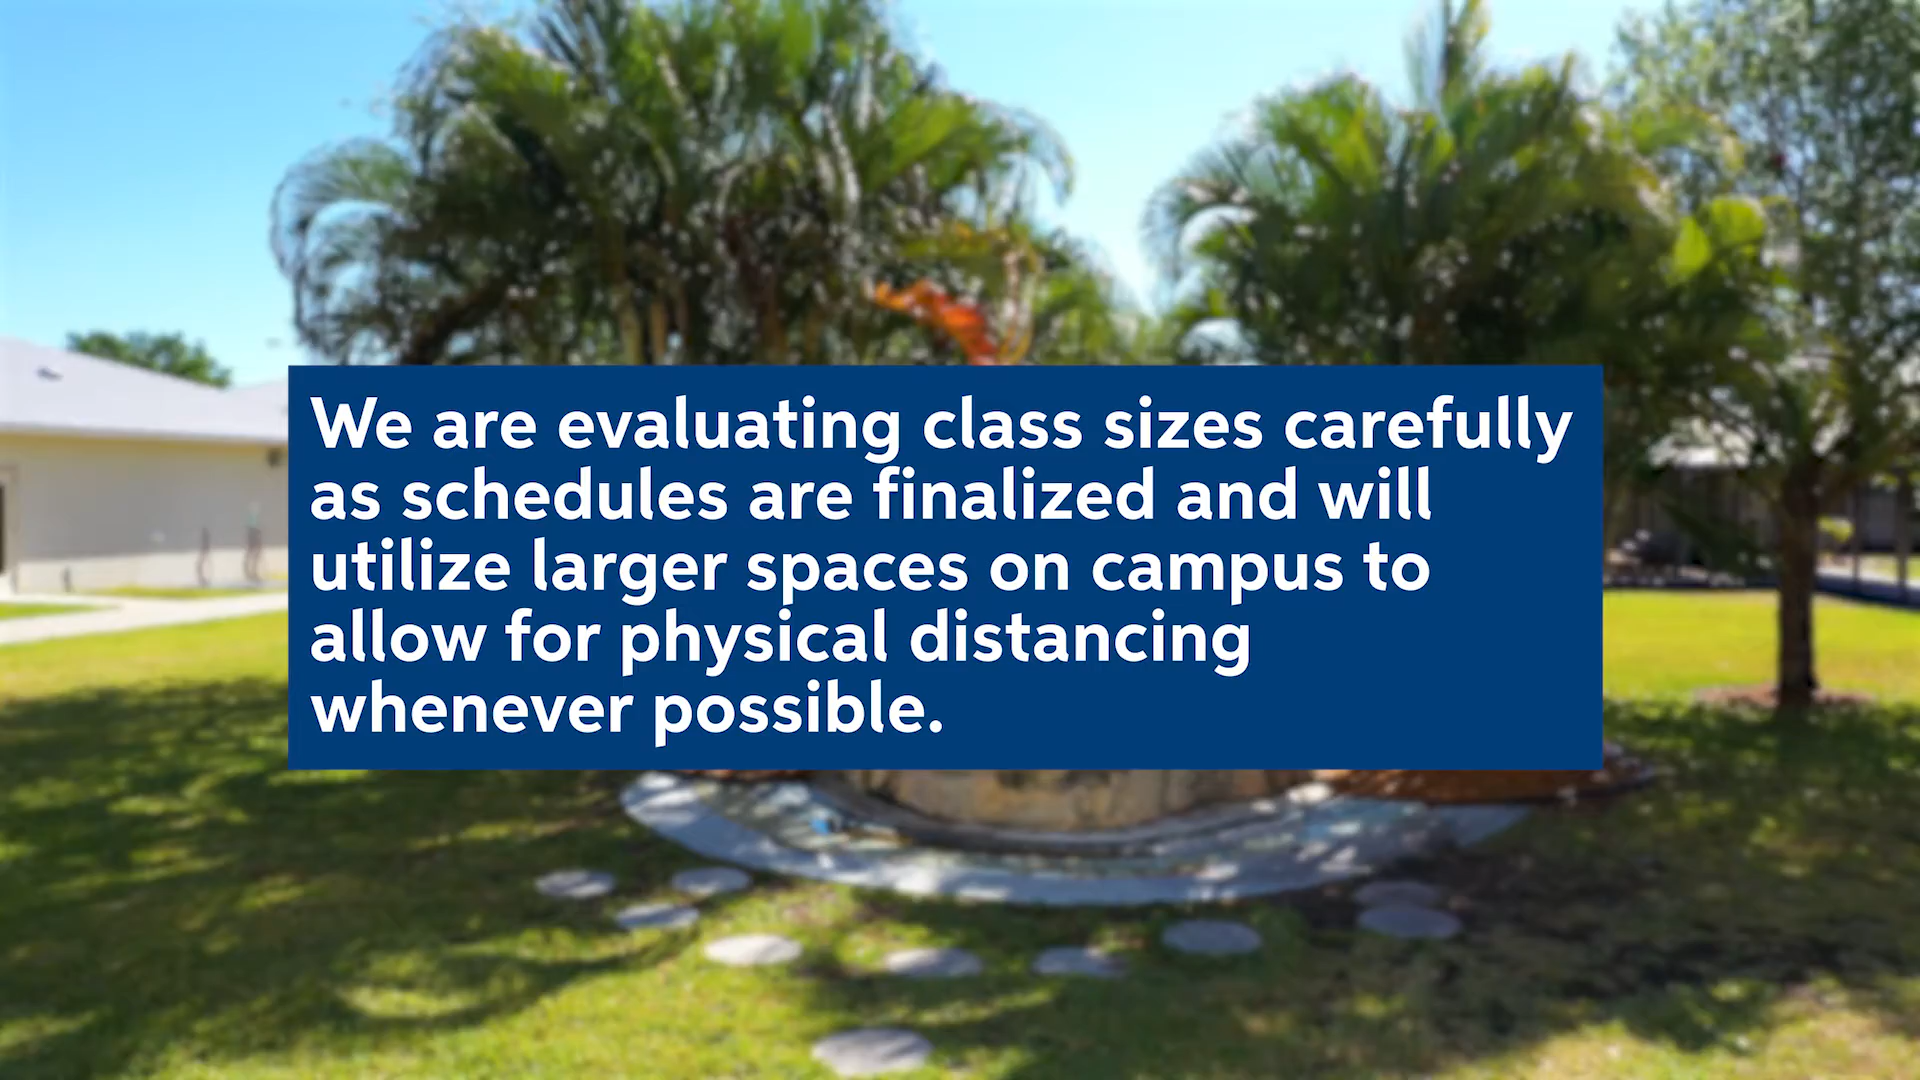 We are evaluating class sizes carefully
as schedules are finalized and will
utilize larger spaces on campus to
allow for physical distancing
whenever possible.